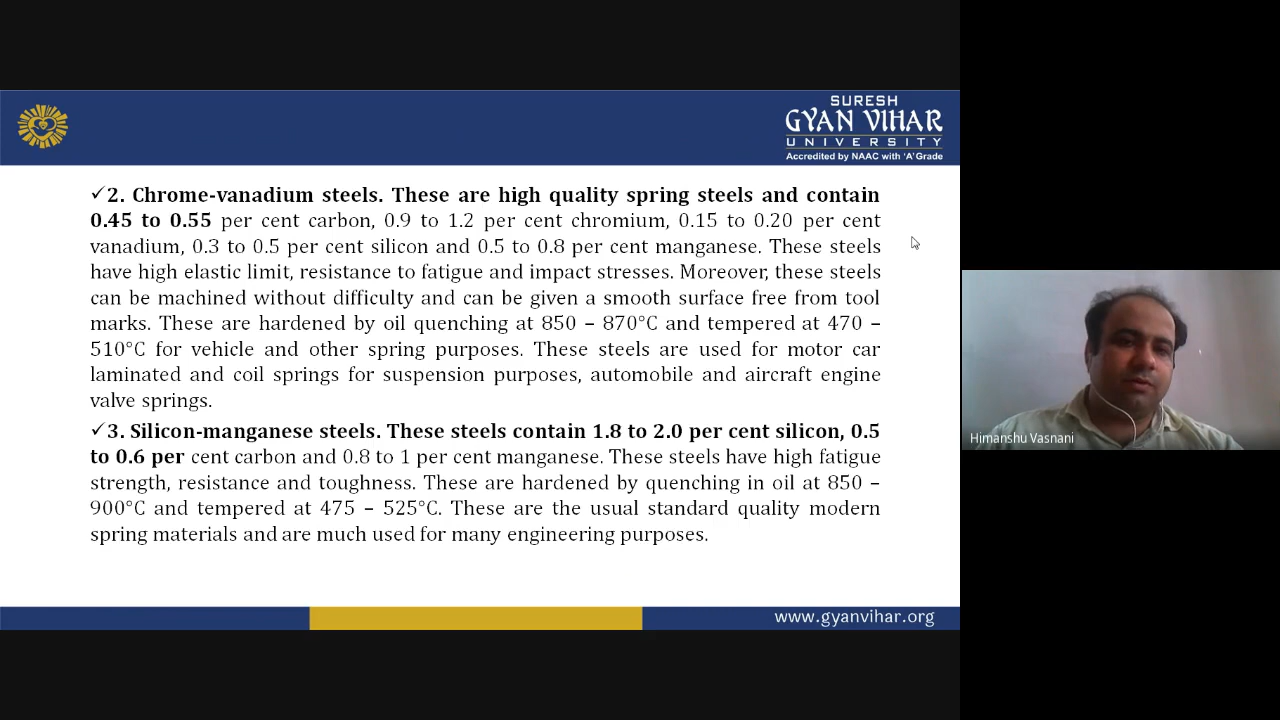 SURESH
GYAN VIHAR
UNIVERSITY
Accredited by NAAC with 'A' Grade
✓2. Chrome-vanadium steels. These are high quality spring steels and contain
0.45 to 0.55 per cent carbon, 0.9 to 1.2 per cent chromium, 0.15 to 0.20 per cent
vanadium, 0.3 to 0.5 per cent silicon and 0.5 to 0.8 per cent manganese. These steels
have high elastic limit, resistance to fatigue and impact stresses. Moreover, these steels
can be machined without difficulty and can be given a smooth surface free from tool
marks. These are hardened by oil quenching at 850 – 870°C and tempered at 470 –
510°C for vehicle and other spring purposes. These steels are used for motor car
laminated and coil springs for suspension purposes, automobile and aircraft engine
valve springs.
✓3. Silicon-manganese steels. These steels contain 1.8 to 2.0 per cent silicon, 0.5
to 0.6 per cent carbon and 0.8 to 1 per cent manganese. These steels have high fatigue
strength, resistance and toughness. These are hardened by quenching in oil at 850 –
900°C and tempered at 475 – 525°C. These are the usual standard quality modern
spring materials and are much used for many engineering purposes.
Himanshu Vasnani
www.gyanvihar.org